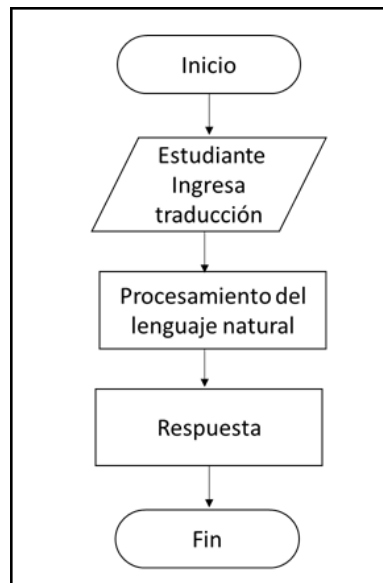 Inicio
Estudiante
Ingresa
traducción
Procesamiento del
lenguaje natural
Respuesta
Fin